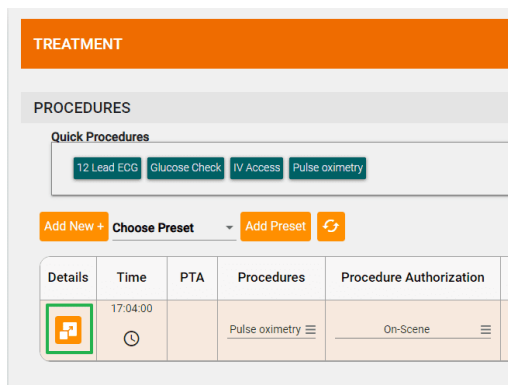 TREATMENT
PROCEDURES
Quick Procedures
12 Lead ECG Glucose Check IV Access Pulse oximetry
Add New + Choose Preset Add Preset
Details Time PTA Procedures Procedure Authorization
17:04:00
Pulse oximetry On-Scene